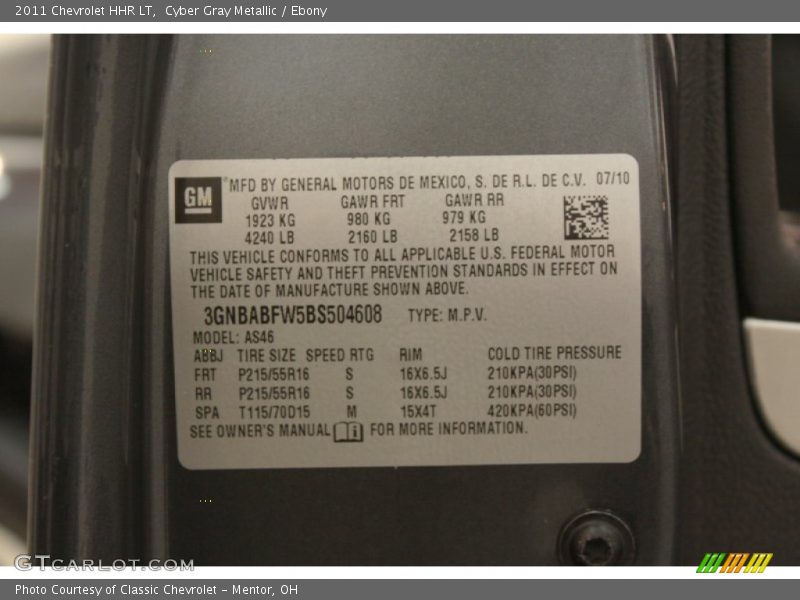 2011 Chevrolet HHR LT, Cyber Gray Metallic / Ebony
GM MFD BY GENERAL MOTORS DE MEXICO, S. DE R.L. DE C.V. 07/10
GVWR GAWR FRT GAWR RR
1923 KG 980 KG 979 KG
4240 LB 2160 LB 2158 LB
THIS VEHICLE CONFORMS TO ALL APPLICABLE U.S. FEDERAL MOTOR
VEHICLE SAFETY AND THEFT PREVENTION STANDARDS IN EFFECT ON
THE DATE OF MANUFACTURE SHOWN ABOVE.
3GNBABFW5BS504608 TYPE: M.P.V.
MODEL: AS46
ABBJ TIRE SIZE SPEED RTG RIM COLD TIRE PRESSURE
FRT P215/55R16 S 16X6.5J 210KPA(30PSI)
RR P215/55R16 S 16X6.5J 210KPA(30PSI)
SPA T115/70D15 M 15X4T 420KPA(60PSI)
SEE OWNER'S MANUAL FOR MORE INFORMATION.
GTCARLOT.COM
Photo Courtesy of Classic Chevrolet - Mentor, OH